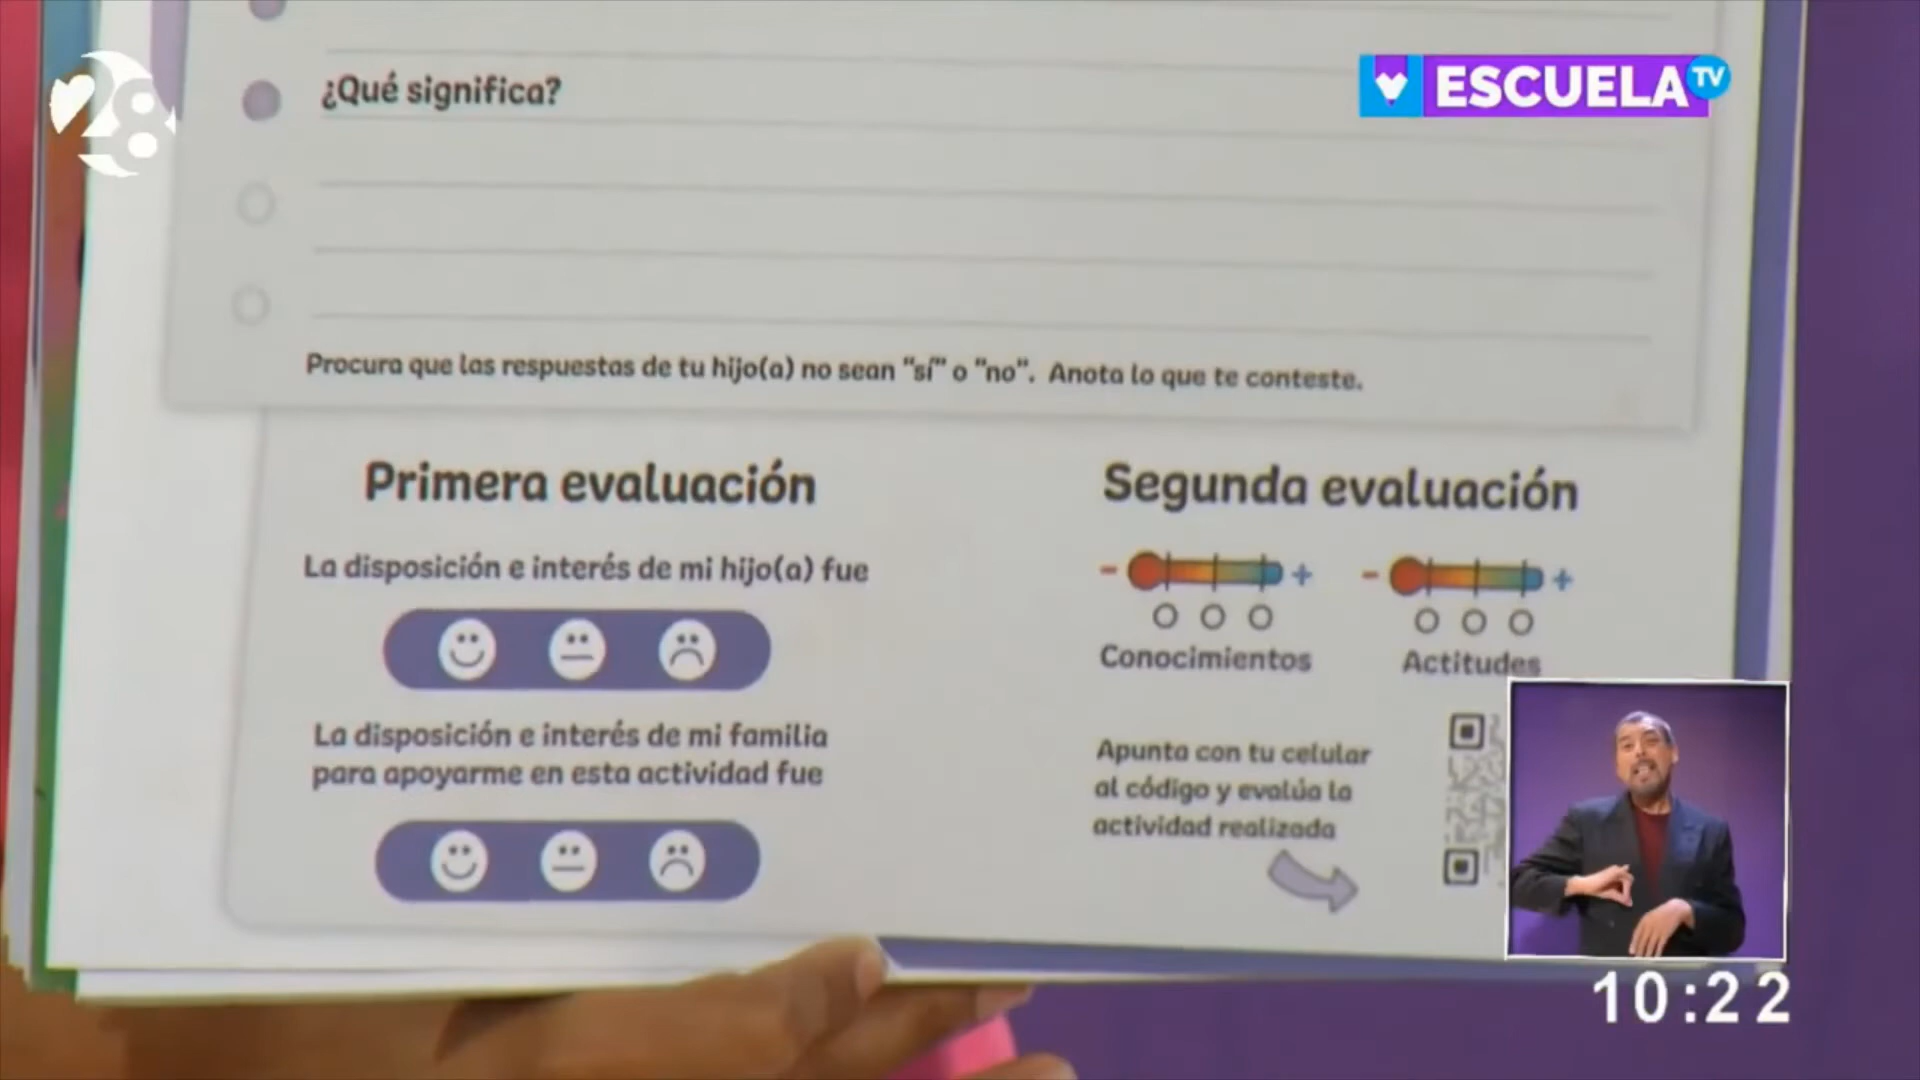 28
ESCUELA TV
¿Qué significa?
Procura que las respuestas de tu hijo(a) no sean "sí" o "no". Anota lo que te conteste.
Primera evaluación
La disposición e interés de mi hijo(a) fue
La disposición e interés de mi familia
para apoyarme en esta actividad fue
Segunda evaluación
- +
- +
Conocimientos
Actitudes
Apunta con tu celular
al código y evalúa la
actividad realizada
10:22